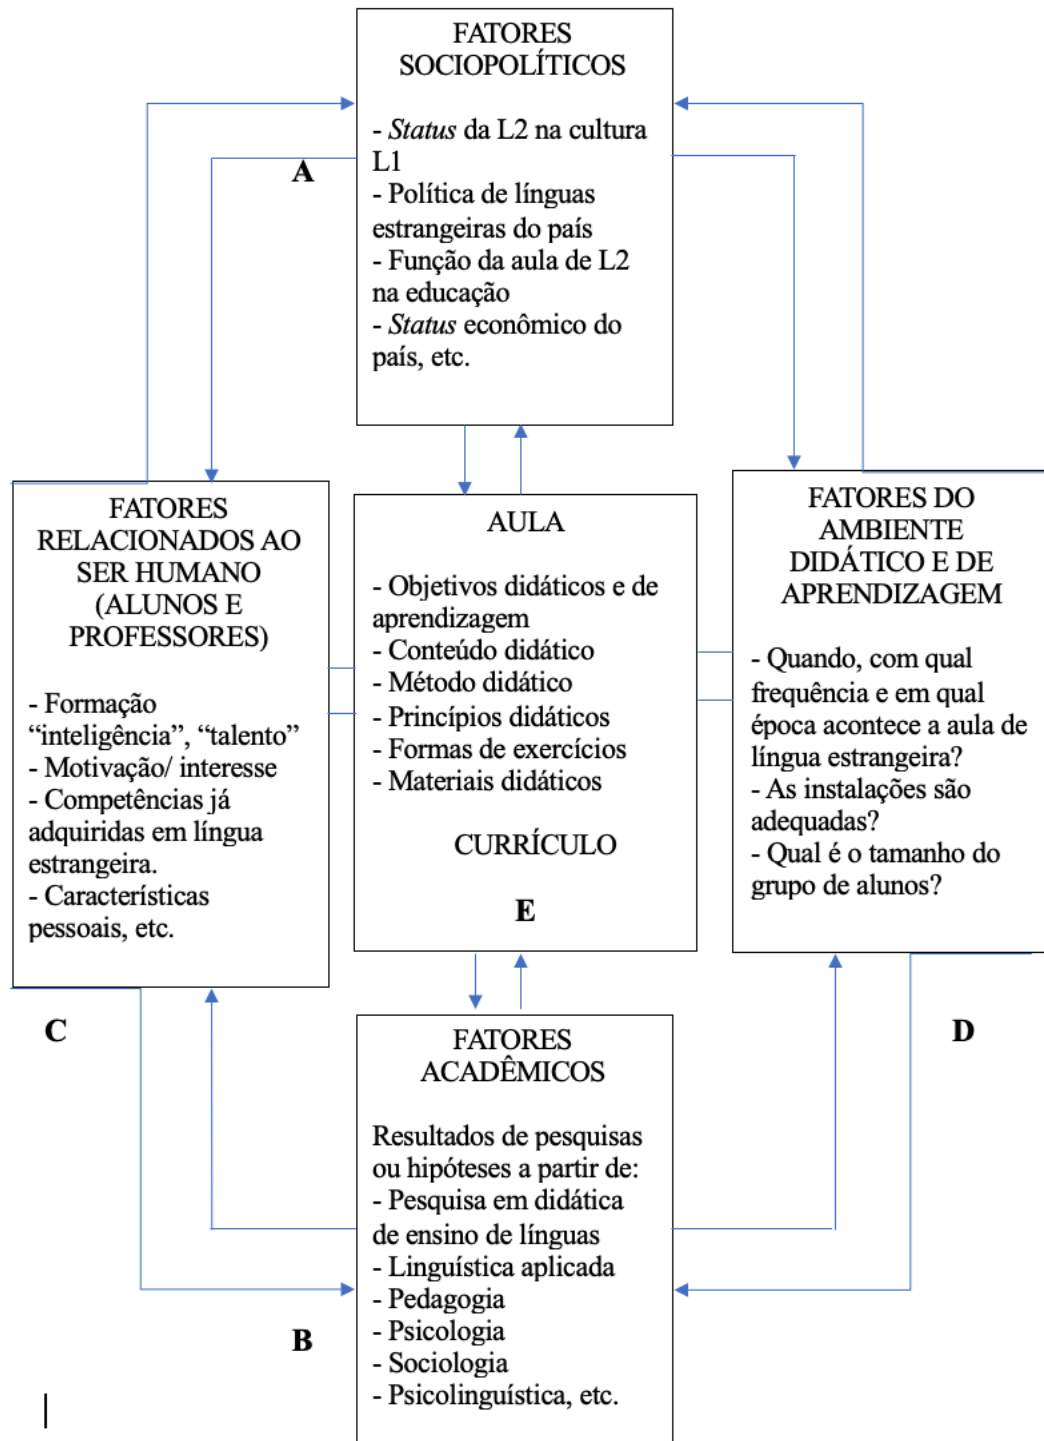 FATORES
SOCIOPOLÍTICOS
- Status da L2 na cultura
L1
- Política de línguas
estrangeiras do país
- Função da aula de L2
na educação
- Status econômico do
país, etc.
A
FATORES
RELACIONADOS AO
SER HUMANO
(ALUNOS E
PROFESSORES)
- Formação
“inteligência”, “talento”
- Motivação/ interesse
- Competências já
adquiridas em língua
estrangeira.
- Características
pessoais, etc.
C
AULA
- Objetivos didáticos e de
aprendizagem
- Conteúdo didático
- Método didático
- Princípios didáticos
- Formas de exercícios
- Materiais didáticos
CURRÍCULO
E
FATORES DO
AMBIENTE
DIDÁTICO E DE
APRENDIZAGEM
- Quando, com qual
frequência e em qual
época acontece a aula de
língua estrangeira?
- As instalações são
adequadas?
- Qual é o tamanho do
grupo de alunos?
D
FATORES
ACADÊMICOS
Resultados de pesquisas
ou hipóteses a partir de:
- Pesquisa em didática
de ensino de línguas
- Linguística aplicada
- Pedagogia
- Psicologia
- Sociologia
- Psicolinguística, etc.
B